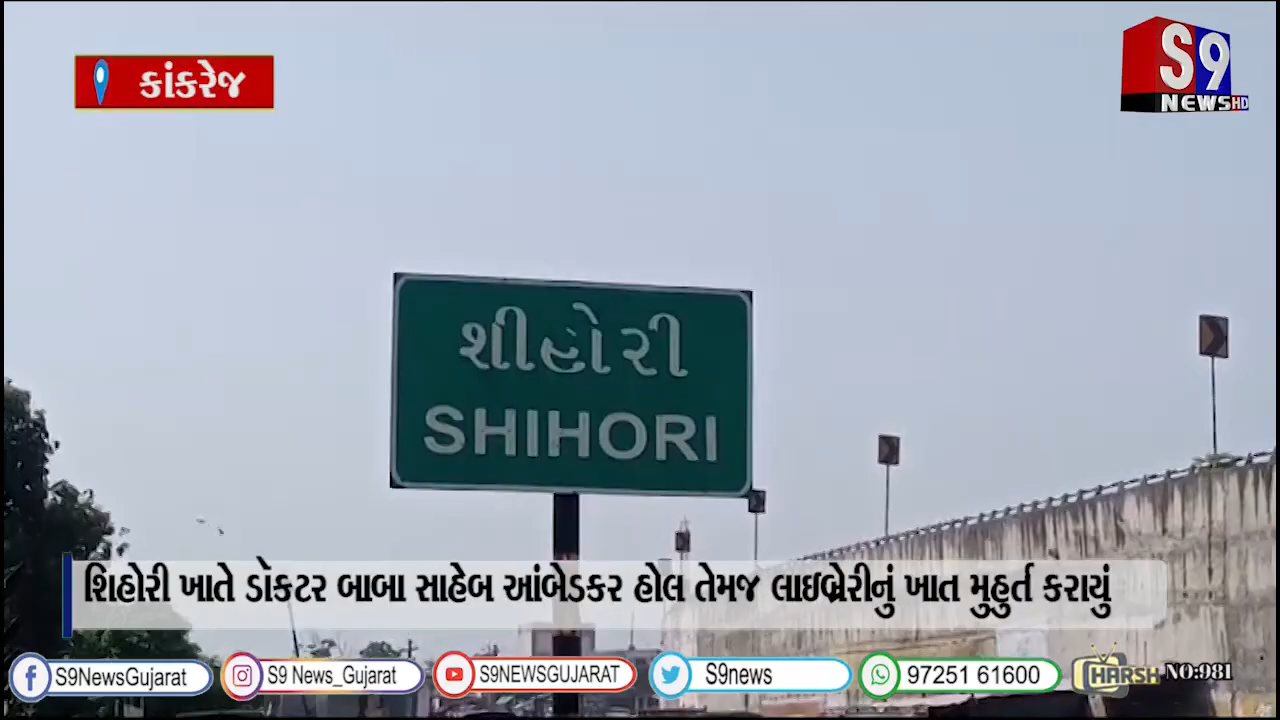 કાંકરેજ
S9
NEWS HD
શીહોરી
SHIHORI
શિહોરી ખાતે ડૉકટર બાબા સાહેબ આંબેડકર હોલ તેમજ લાઇબ્રેરીનું ખાત મુહુર્ત કરાયું
S9NewsGujarat
S9 News_Gujarat
S9NEWSGUJARAT
S9news
97251 61600
HARSH NO:981